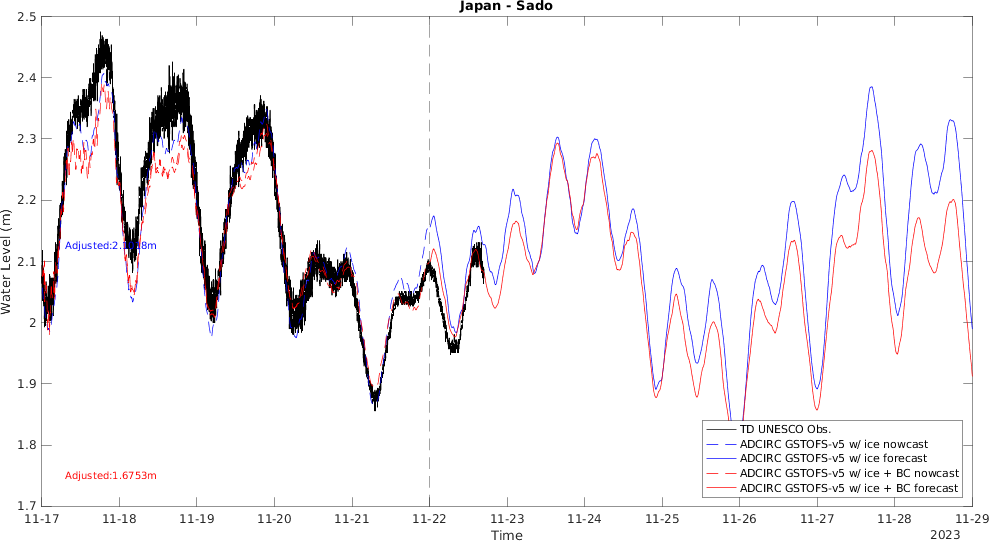 Japan - Sado
2.5
2.4
2.3
2.2
2.1
2
1.9
1.8
1.7
Water Level (m)
Adjusted:1.6753m
TD UNESCO Obs.
ADCIRC GSTOFS-v5 w/ ice nowcast
ADCIRC GSTOFS-v5 w/ ice forecast
ADCIRC GSTOFS-v5 w/ ice + BC nowcast
ADCIRC GSTOFS-v5 w/ ice + BC forecast
11-17 11-18 11-19 11-20 11-21 11-22 11-23 11-24 11-25 11-26 11-27 11-28 11-29
Time
2023